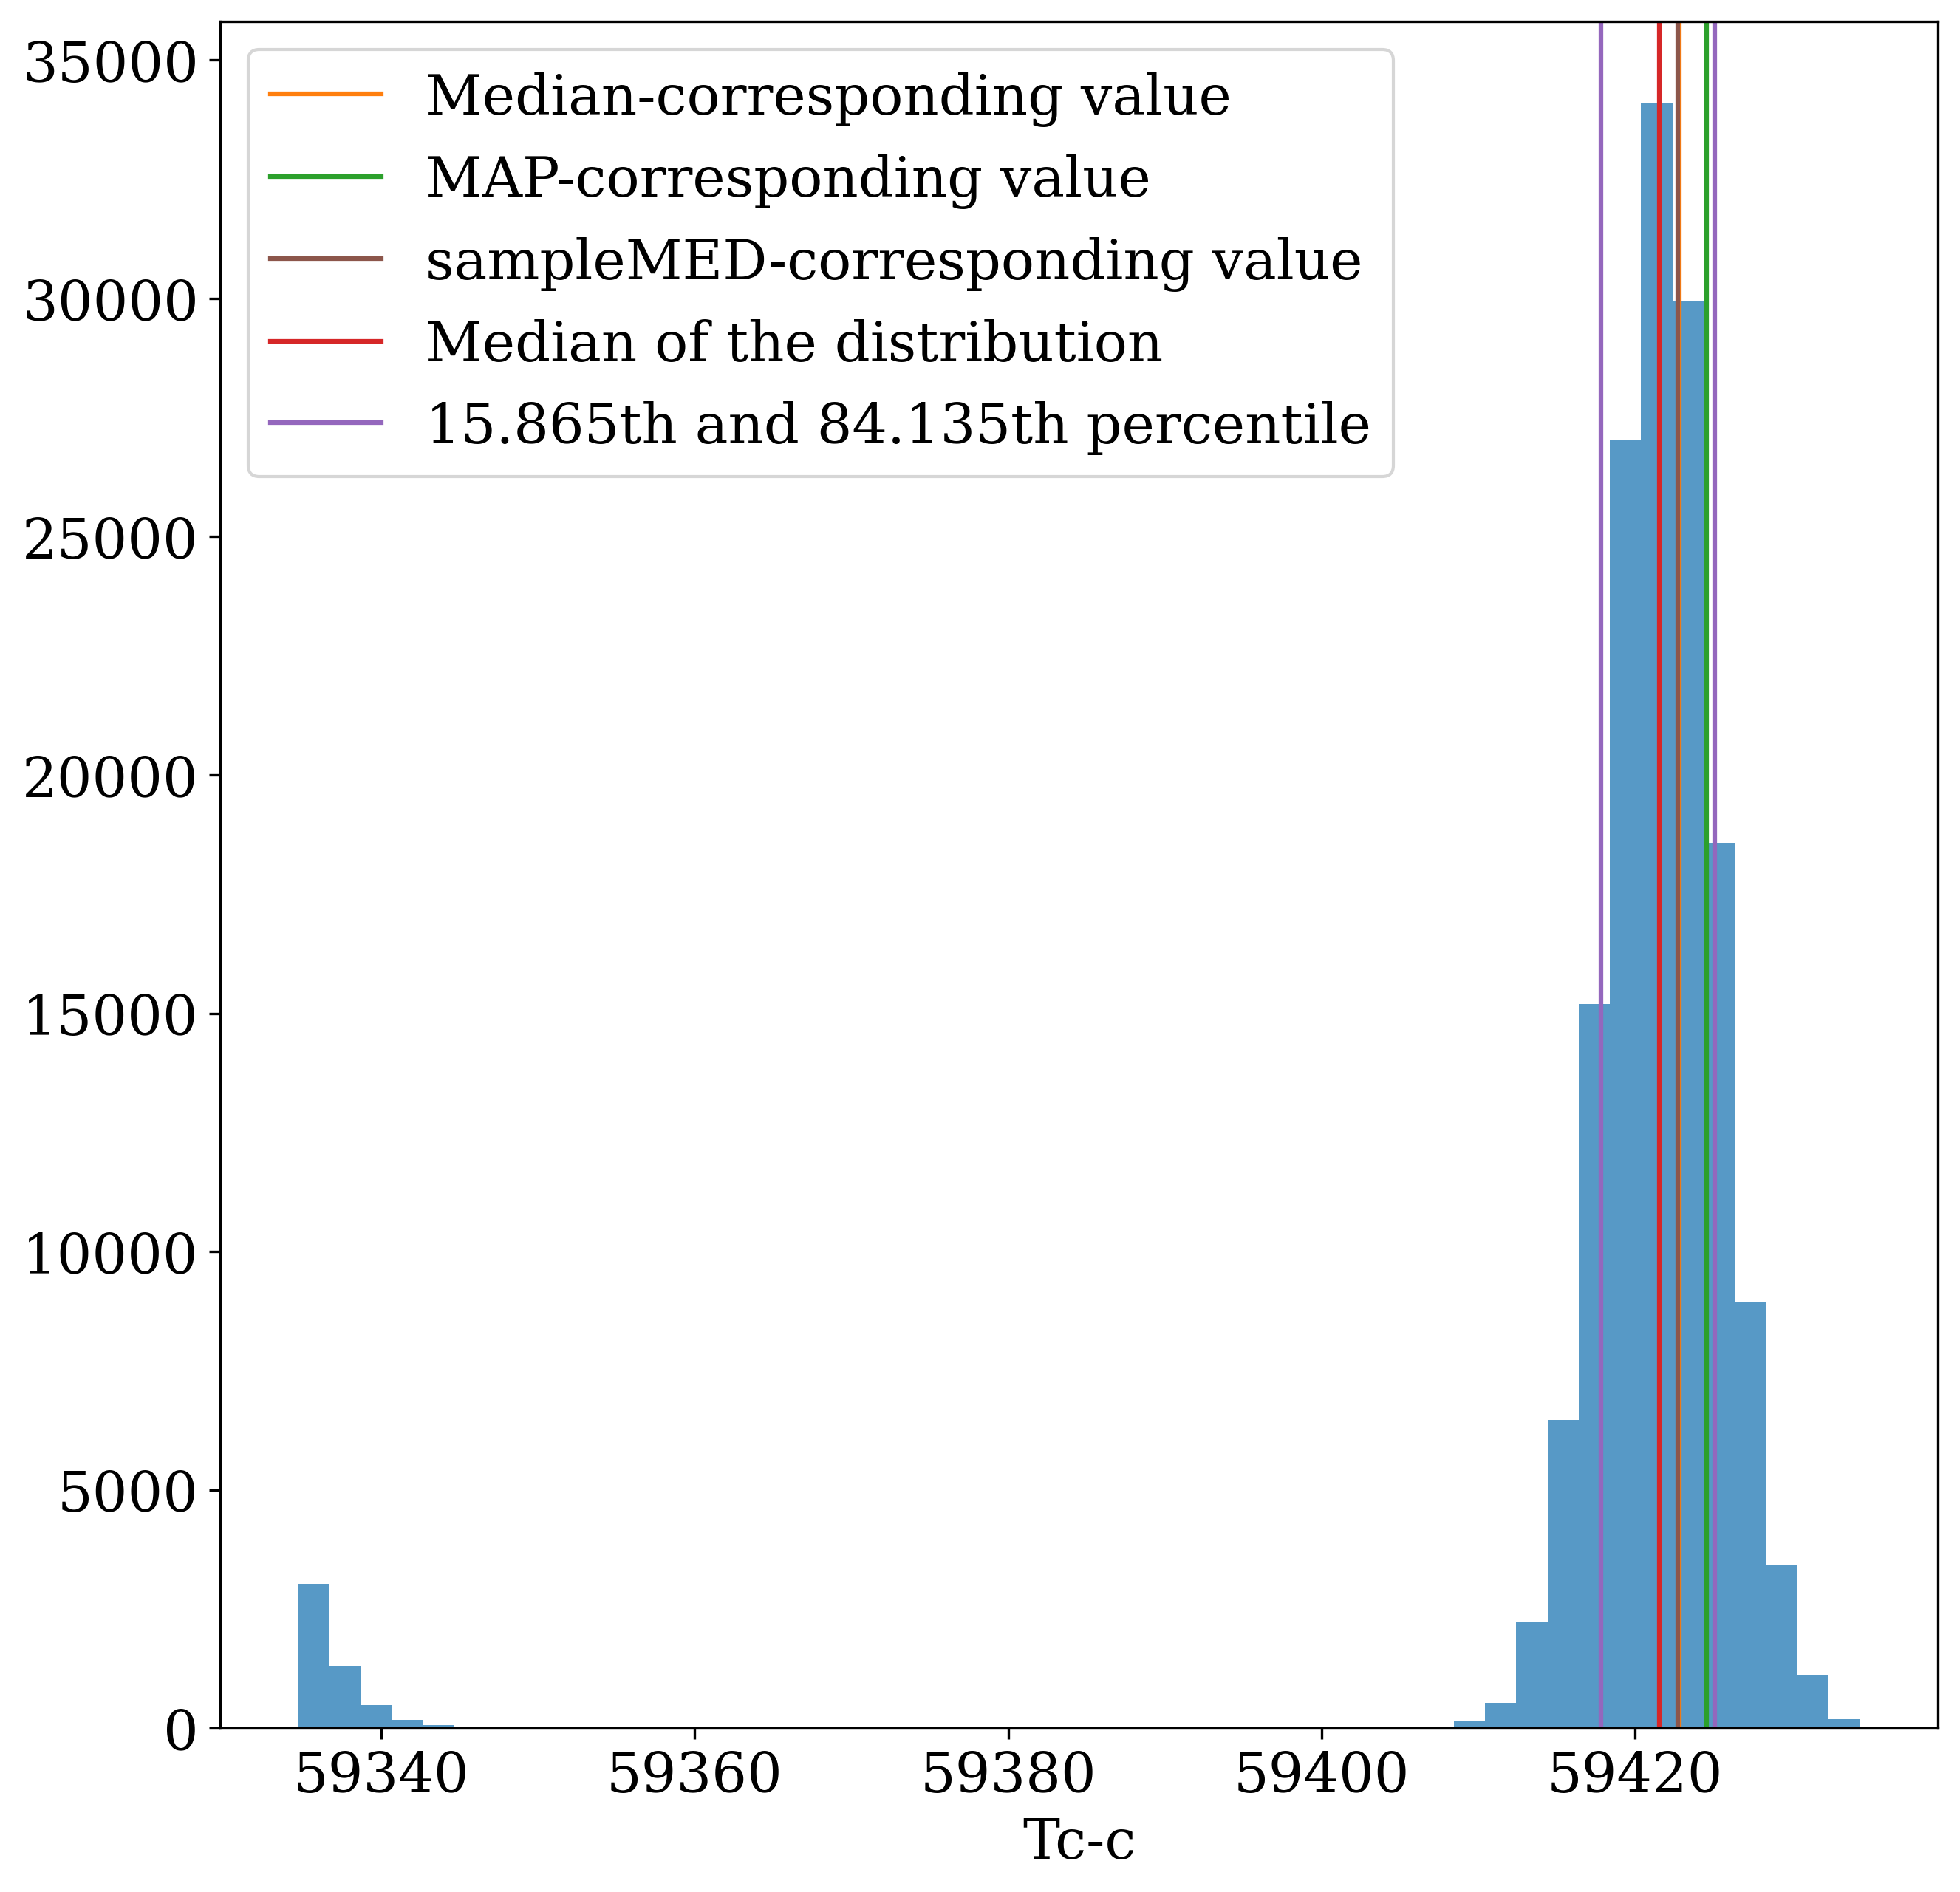 35000
30000
25000
20000
15000
10000
5000
0
Median-corresponding value
MAP-corresponding value
sampleMED-corresponding value
Median of the distribution
15.865th and 84.135th percentile
59340 59360 59380 59400 59420
Tc-c